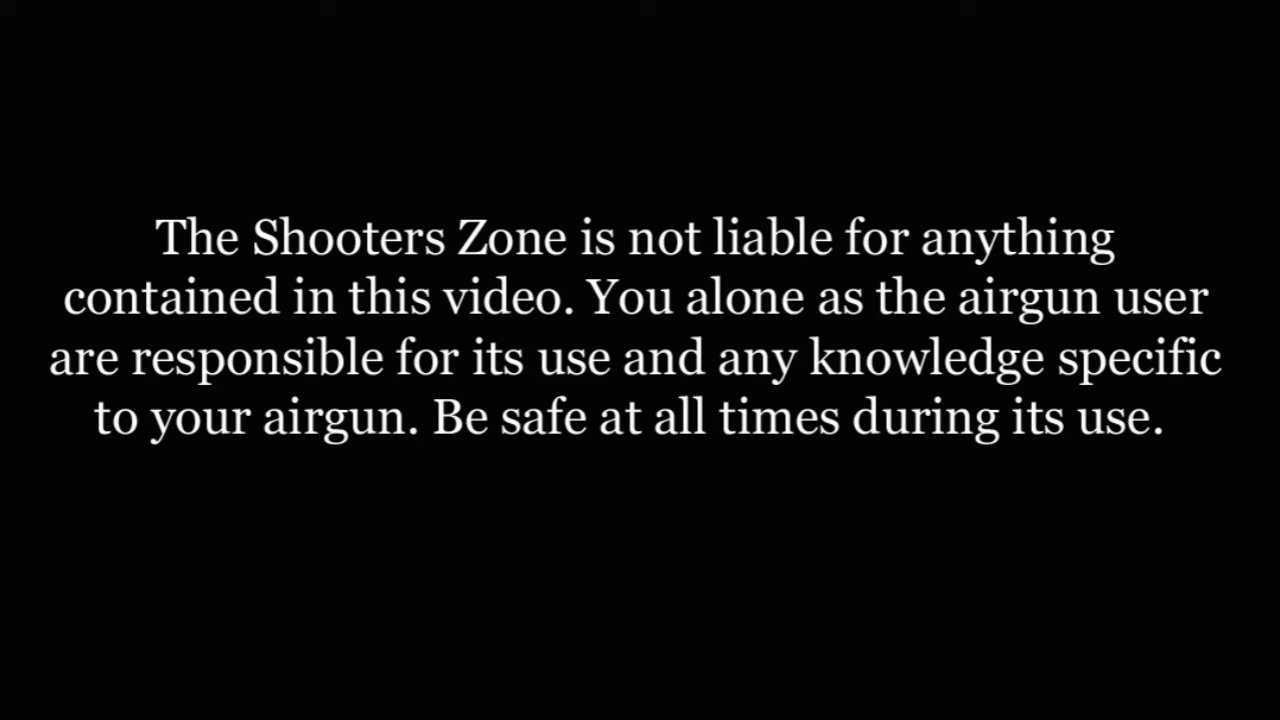 The Shooters Zone is not liable for anything
contained in this video. You alone as the airgun user
are responsible for its use and any knowledge specific
to your airgun. Be safe at all times during its use.